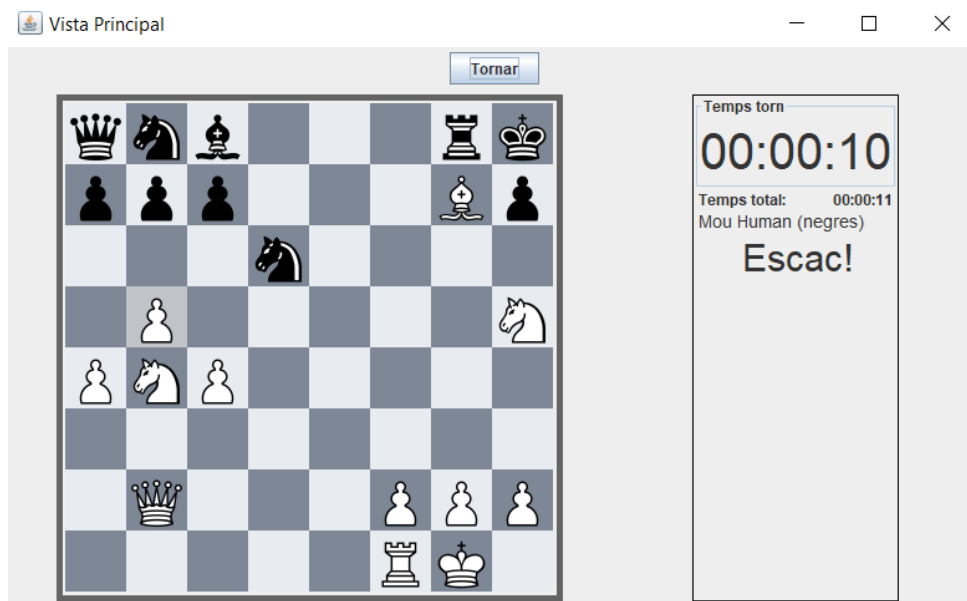 Vista Principal
Tornar
Temps torn
00:00:10
Temps total: 00:00:11
Mou Human (negres)
Escac!